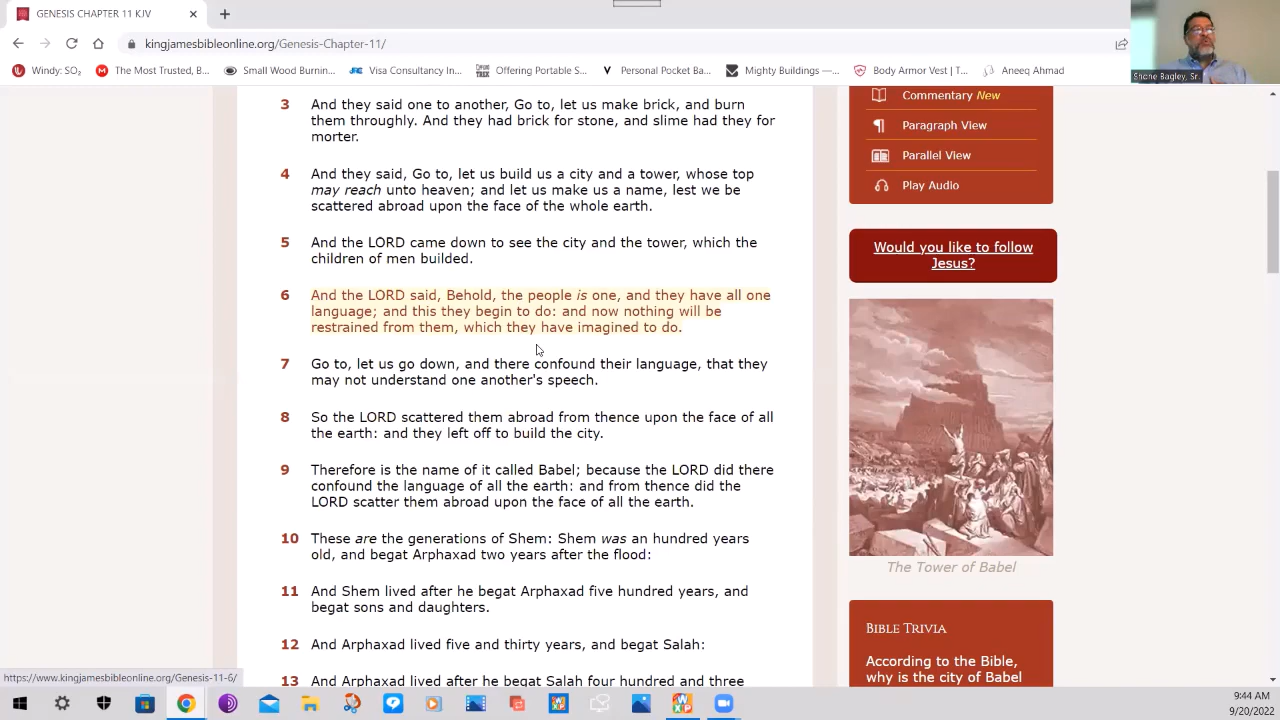 GENESIS CHAPTER 11 KJV
kingjamesbibleonline.org/Genesis-Chapter-11/
Windy: SO₂
The Most Trusted, B...
Small Wood Burnin...
Visa Consultancy In...
Offering Portable S...
Personal Pocket Ba...
Mighty Buildings —...
Body Armor Vest | T...
Aneeq Ahmad
Shane Bagley, Sr.
3 And they said one to another, Go to, let us make brick, and burn
them throughly. And they had brick for stone, and slime had they for
morter.
4 And they said, Go to, let us build us a city and a tower, whose top
may reach unto heaven; and let us make us a name, lest we be
scattered abroad upon the face of the whole earth.
5 And the LORD came down to see the city and the tower, which the
children of men builded.
6 And the LORD said, Behold, the people is one, and they have all one
language; and this they begin to do: and now nothing will be
restrained from them, which they have imagined to do.
7 Go to, let us go down, and there confound their language, that they
may not understand one another's speech.
8 So the LORD scattered them abroad from thence upon the face of all
the earth: and they left off to build the city.
9 Therefore is the name of it called Babel; because the LORD did there
confound the language of all the earth: and from thence did the
LORD scatter them abroad upon the face of all the earth.
10 These are the generations of Shem: Shem was an hundred years
old, and begat Arphaxad two years after the flood:
11 And Shem lived after he begat Arphaxad five hundred years, and
begat sons and daughters.
12 And Arphaxad lived five and thirty years, and begat Salah:
13 And Arphaxad lived after he begat Salah four hundred and three
Commentary New
Paragraph View
Parallel View
Play Audio
Would you like to follow
Jesus?
The Tower of Babel
BIBLE TRIVIA
According to the Bible,
why is the city of Babel
https://www.kingjamesbibleonline.org/Genesis-11-6/
9:44 AM
9/20/2022